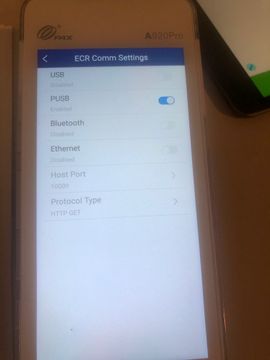 PAX
A920Pro
ECR Comm Settings
USB
Disabled
PUSB
Enabled
Bluetooth
Disabled
Ethernet
Disabled
Host Port
10009
Protocol Type
HTTP GET